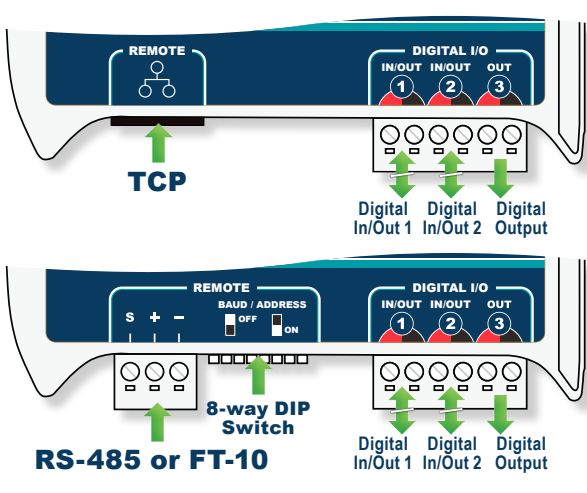 REMOTE
DIGITAL I/O
IN/OUT IN/OUT OUT
1 2 3
TCP
Digital Digital Digital
In/Out 1 In/Out 2 Output
REMOTE
DIGITAL I/O
BAUD / ADDRESS
IN/OUT IN/OUT OUT
S + –
OFF
ON
1 2 3
8-way DIP
Switch
RS-485 or FT-10
Digital Digital Digital
In/Out 1 In/Out 2 Output